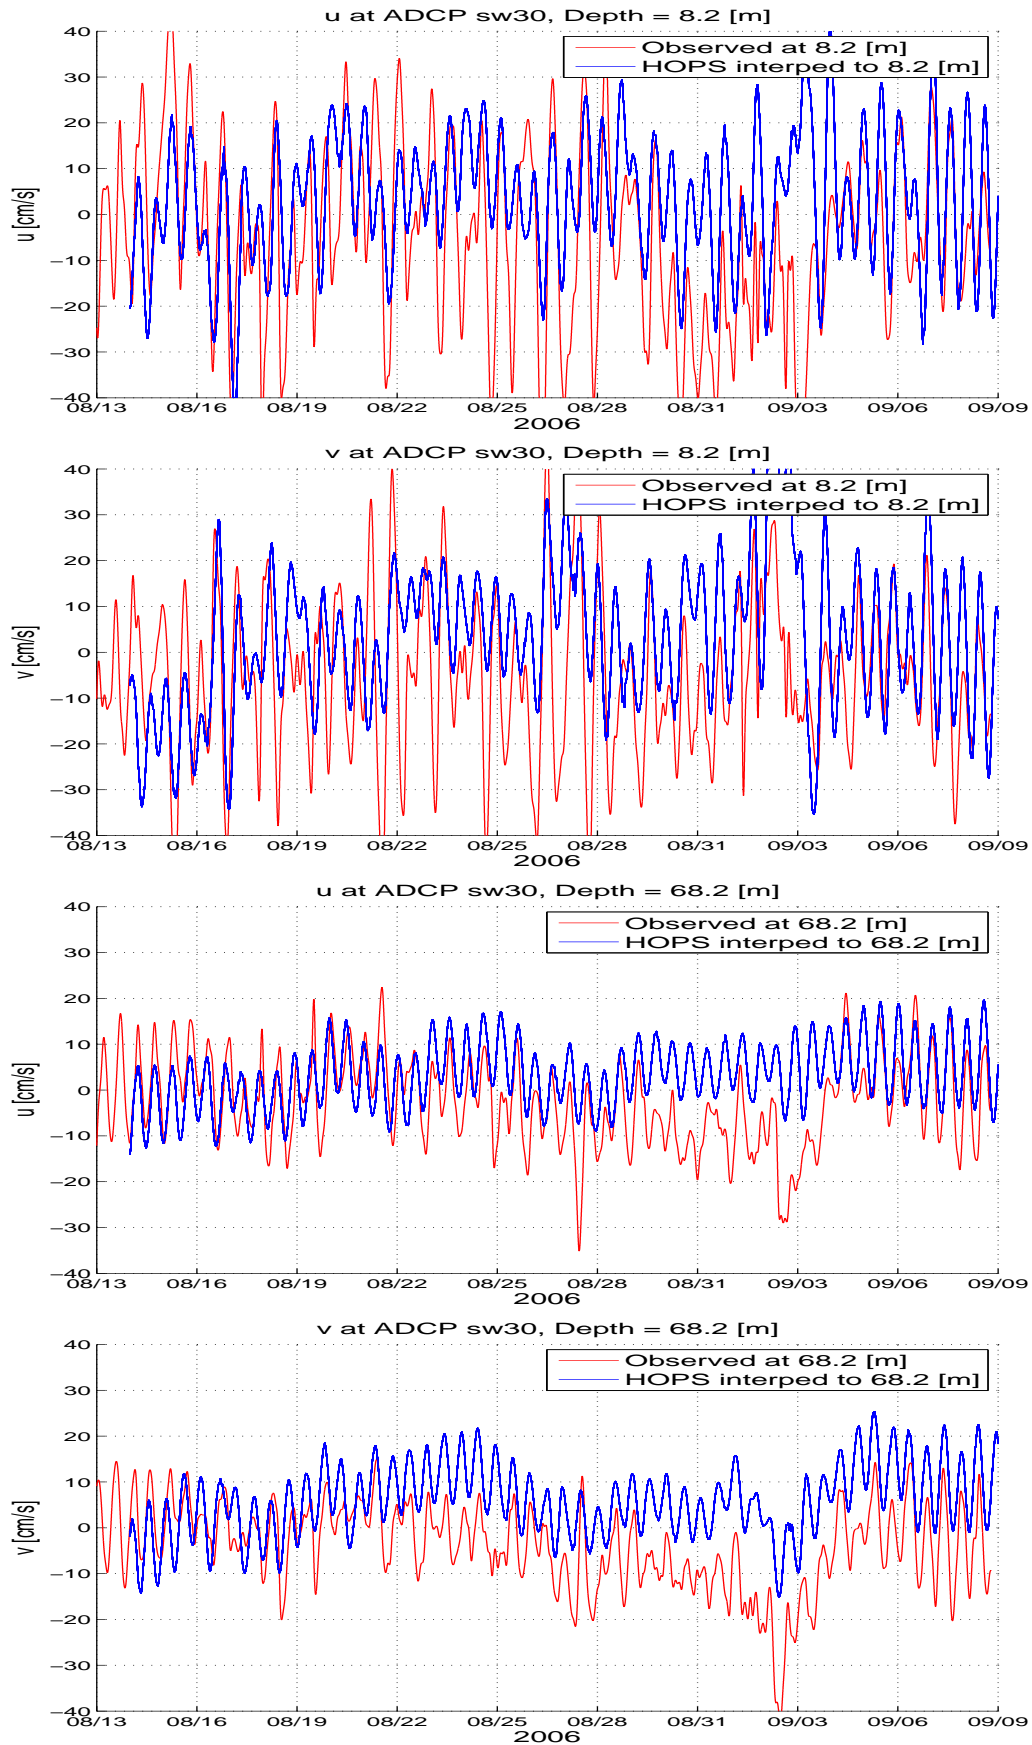 u at ADCP sw30, Depth = 8.2 [m]
Observed at 8.2 [m]
HOPS interped to 8.2 [m]
u [cm/s]
40
30
20
10
0
−10
−20
−30
−40
08/13 08/16 08/19 08/22 08/25 08/28 08/31 09/03 09/06 09/09
2006
v at ADCP sw30, Depth = 8.2 [m]
Observed at 8.2 [m]
HOPS interped to 8.2 [m]
v [cm/s]
40
30
20
10
0
−10
−20
−30
−40
08/13 08/16 08/19 08/22 08/25 08/28 08/31 09/03 09/06 09/09
2006
u at ADCP sw30, Depth = 68.2 [m]
Observed at 68.2 [m]
HOPS interped to 68.2 [m]
u [cm/s]
40
30
20
10
0
−10
−20
−30
−40
08/13 08/16 08/19 08/22 08/25 08/28 08/31 09/03 09/06 09/09
2006
v at ADCP sw30, Depth = 68.2 [m]
Observed at 68.2 [m]
HOPS interped to 68.2 [m]
v [cm/s]
40
30
20
10
0
−10
−20
−30
−40
08/13 08/16 08/19 08/22 08/25 08/28 08/31 09/03 09/06 09/09
2006